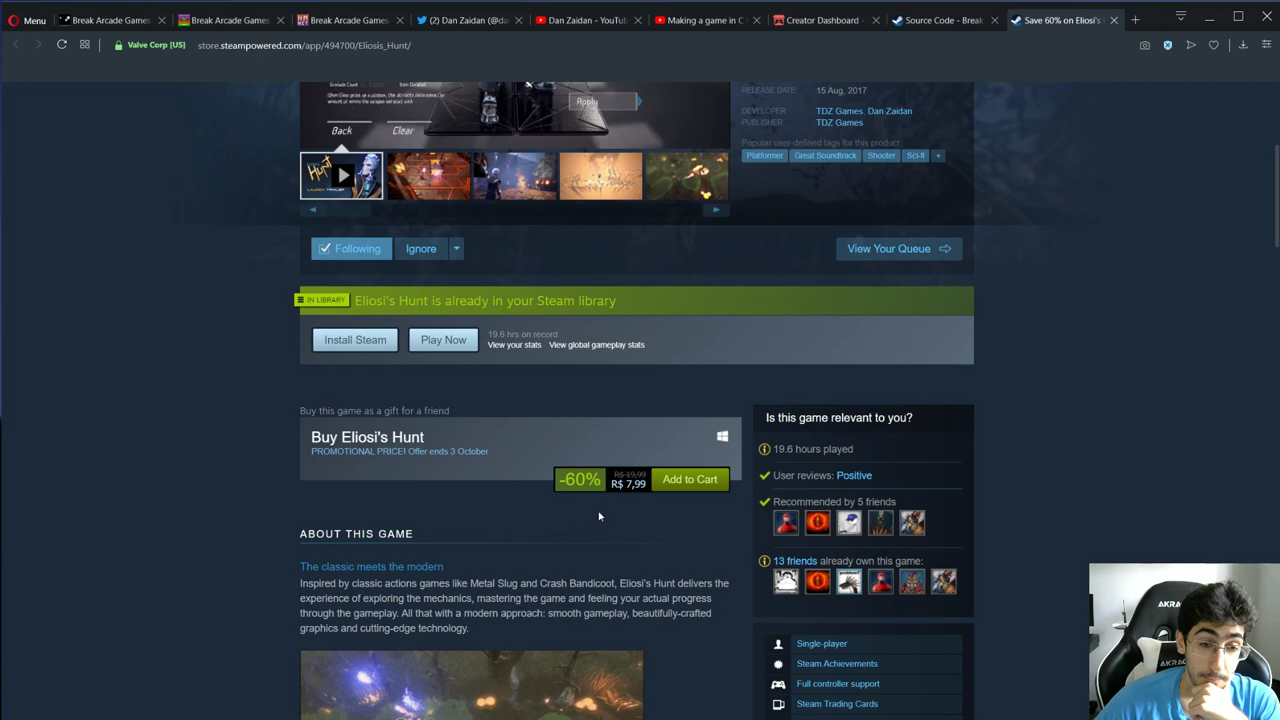 Menu
Break Arcade Games
Break Arcade Games
Break Arcade Games
(2) Dan Zaidan (@da
Dan Zaidan - YouTub
Making a game in C
Creator Dashboard -
Source Code - Break
Save 60% on Eliosi's
Valve Corp [US]
store.steampowered.com/app/494700/Eliosis_Hunt/
Apply
Back
Clear
RELEASE DATE:
15 Aug, 2017
DEVELOPER:
TDZ Games, Dan Zaidan
PUBLISHER:
TDZ Games
Popular user-defined tags for this product:
Platformer
Great Soundtrack
Shooter
Sci-fi
+
Hunt
LAUNCH TRAILER
Following
Ignore
View Your Queue
IN LIBRARY
Eliosi's Hunt is already in your Steam library
Install Steam
Play Now
19.6 hrs on record
View your stats
View global gameplay stats
Buy this game as a gift for a friend
Buy Eliosi's Hunt
PROMOTIONAL PRICE! Offer ends 3 October
-60%
R$ 19,99
R$ 7,99
Add to Cart
ABOUT THIS GAME
The classic meets the modern
Inspired by classic actions games like Metal Slug and Crash Bandicoot, Eliosi's Hunt delivers the
experience of exploring the mechanics, mastering the game and feeling your actual progress
through the gameplay. All that with a modern approach: smooth gameplay, beautifully-crafted
graphics and cutting-edge technology.
Is this game relevant to you?
19.6 hours played
User reviews: Positive
Recommended by 5 friends
13 friends already own this game:
Single-player
Steam Achievements
Full controller support
Steam Trading Cards
AKRAC